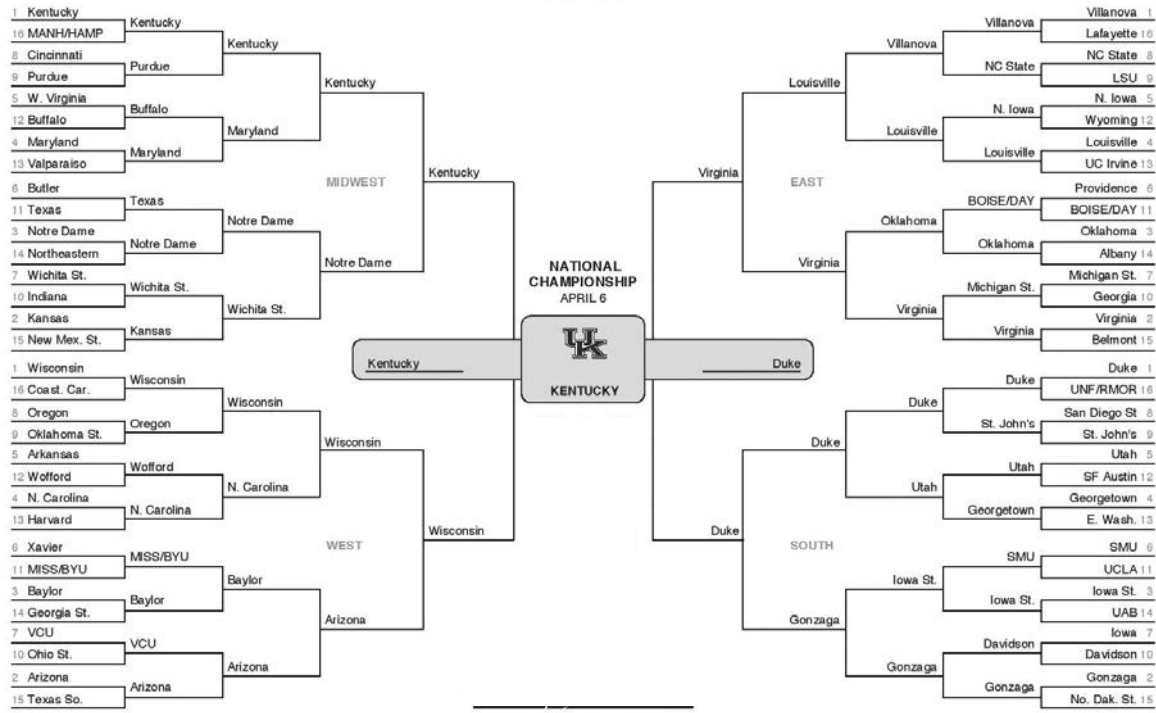 1 Kentucky
16 MANH/HAMP
8 Cincinnati
9 Purdue
5 W. Virginia
12 Buffalo
4 Maryland
13 Valparaiso
6 Butler
11 Texas
3 Notre Dame
14 Northeastern
7 Wichita St.
10 Indiana
2 Kansas
15 New Mex. St.
Kentucky
Purdue
Buffalo
Maryland
Texas
Notre Dame
Wichita St.
Kansas
Kentucky
Maryland
Notre Dame
Wichita St.
Kentucky
Notre Dame
MIDWEST
Kentucky
1 Wisconsin
16 Coast. Car.
8 Oregon
9 Oklahoma St.
5 Arkansas
12 Wofford
4 N. Carolina
13 Harvard
6 Xavier
11 MISS/BYU
3 Baylor
14 Georgia St.
7 VCU
10 Ohio St.
2 Arizona
15 Texas So.
Wisconsin
Oregon
Wofford
N. Carolina
MISS/BYU
Baylor
VCU
Arizona
Wisconsin
N. Carolina
Baylor
Arizona
Wisconsin
Arizona
WEST
Wisconsin
NATIONAL
CHAMPIONSHIP
APRIL 6
UK
Kentucky
KENTUCKY
Duke
Virginia
EAST
Louisville
Virginia
Villanova
Louisville
Oklahoma
Virginia
Villanova
NC State
N. Iowa
Louisville
BOISE/DAY
Oklahoma
Michigan St.
Virginia
Villanova 1
Lafayette 16
NC State 8
LSU 9
N. Iowa 5
Wyoming 12
Louisville 4
UC Irvine 13
Providence 6
BOISE/DAY 11
Oklahoma 3
Albany 14
Michigan St. 7
Georgia 10
Virginia 2
Belmont 15
Duke
SOUTH
Duke
Gonzaga
Duke
Utah
Iowa St.
Gonzaga
Duke
St. John's
Utah
Georgetown
SMU
Iowa St.
Davidson
Gonzaga
Duke 1
UNF/RMOR 16
San Diego St 8
St. John's 9
Utah 5
SF Austin 12
Georgetown 4
E. Wash. 13
SMU 6
UCLA 11
Iowa St. 3
UAB 14
Iowa 7
Davidson 10
Gonzaga 2
No. Dak. St. 15